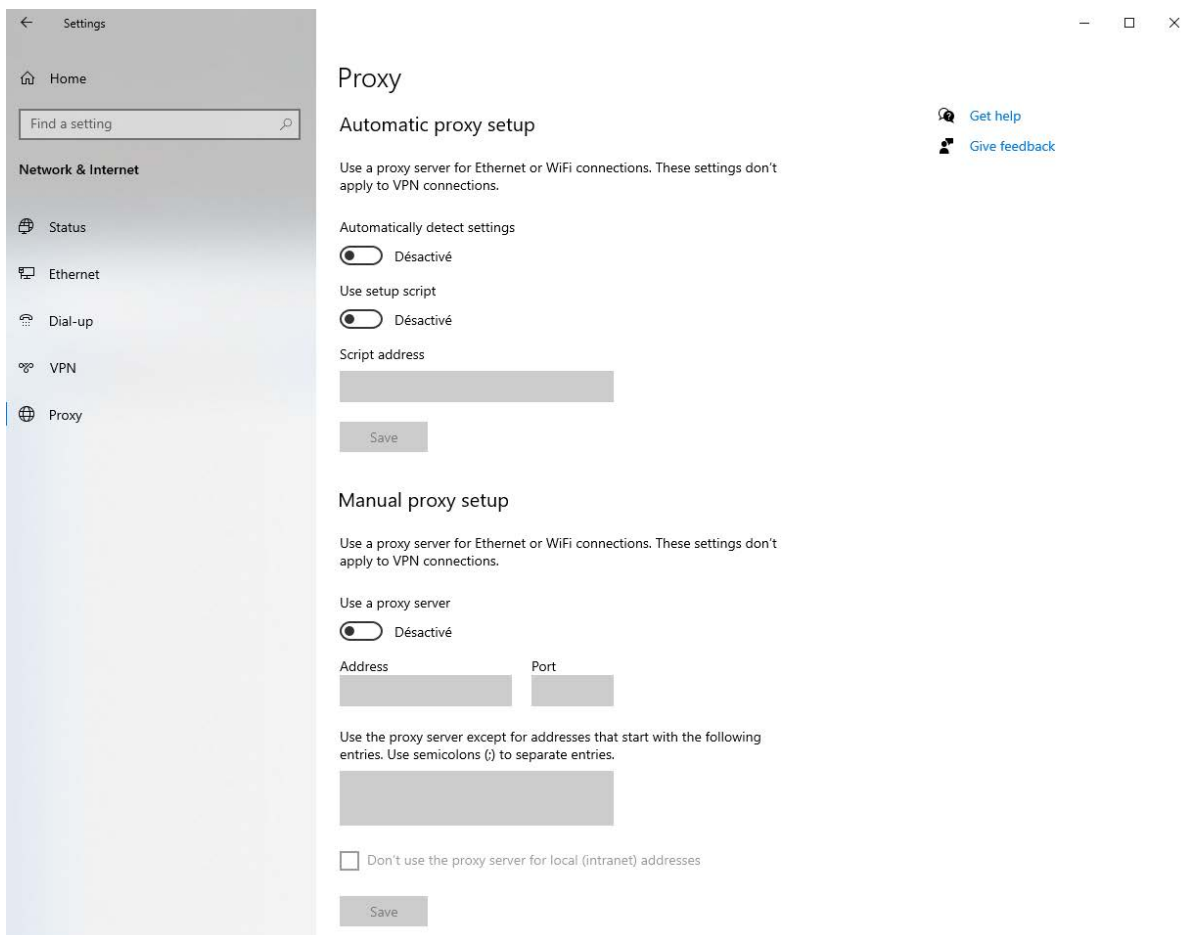 Settings
Home
Find a setting
Network & Internet
Status
Ethernet
Dial-up
VPN
Proxy
Proxy
Automatic proxy setup
Use a proxy server for Ethernet or WiFi connections. These settings don't
apply to VPN connections.
Automatically detect settings
Désactivé
Use setup script
Désactivé
Script address
Save
Manual proxy setup
Use a proxy server for Ethernet or WiFi connections. These settings don't
apply to VPN connections.
Use a proxy server
Désactivé
Address Port
Use the proxy server except for addresses that start with the following
entries. Use semicolons (;) to separate entries.
Don't use the proxy server for local (intranet) addresses
Save
Get help
Give feedback